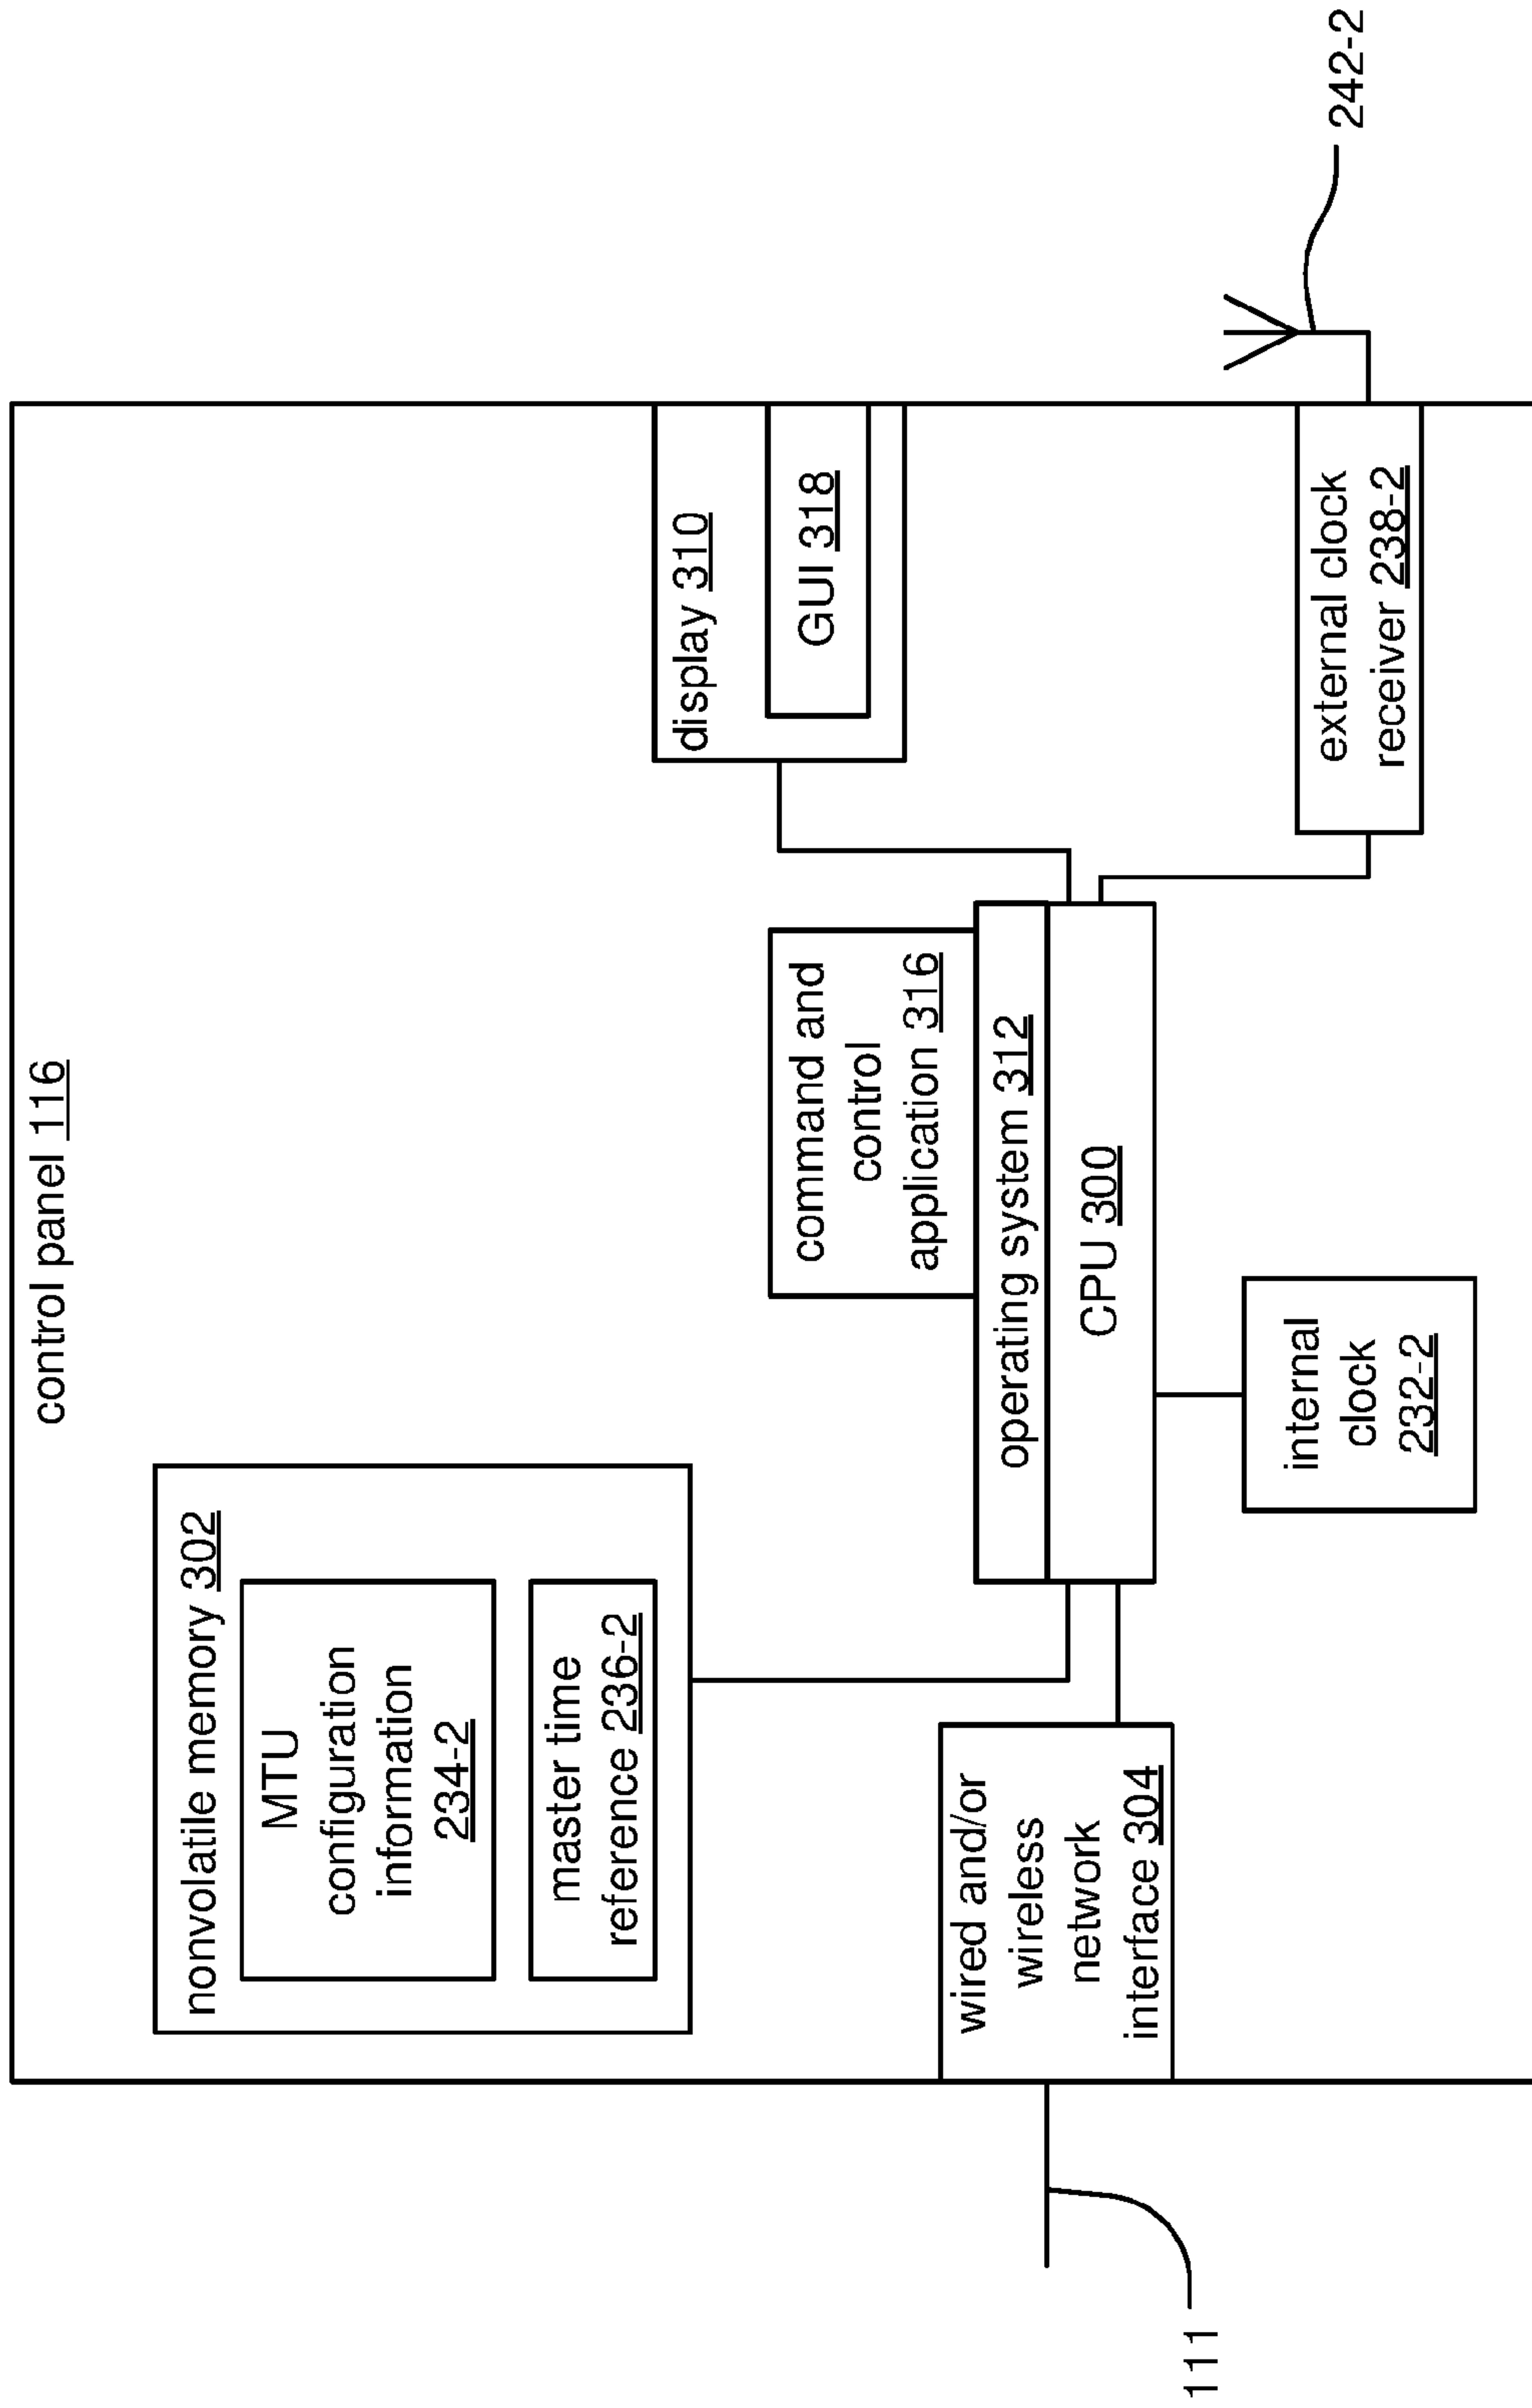 control panel 116
nonvolatile memory 302
MTU
configuration
information
234-2
master time
reference 236-2
display 310
GUI 318
command and
control
application 316
operating system 312
CPU 300
wired and/or
wireless
network
interface 304
internal
clock
232-2
external clock
receiver 238-2
242-2
111